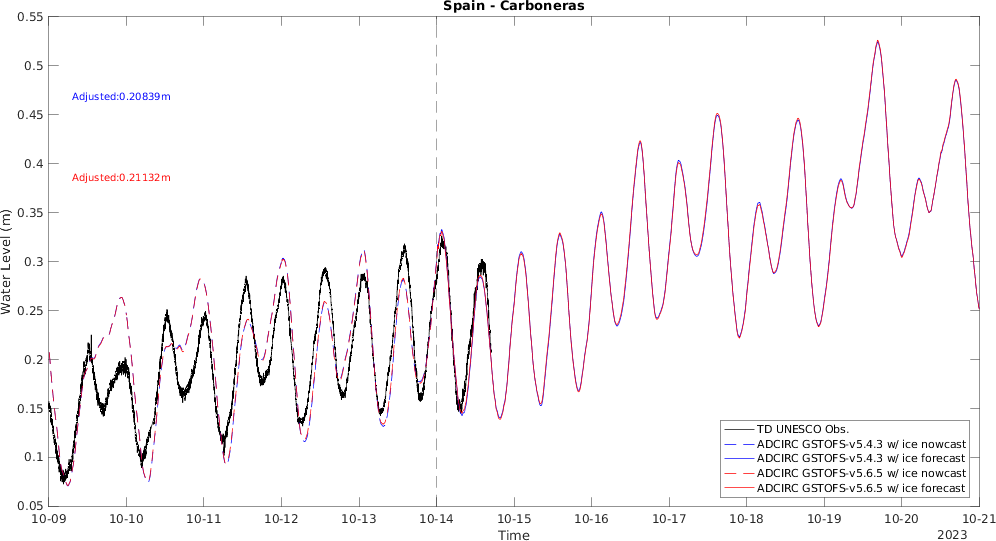 Spain - Carboneras
Water Level (m)
0.55
0.5
0.45
0.4
0.35
0.3
0.25
0.2
0.15
0.1
0.05
Adjusted:0.20839m
Adjusted:0.21132m
TD UNESCO Obs.
ADCIRC GSTOFS-v5.4.3 w/ ice nowcast
ADCIRC GSTOFS-v5.4.3 w/ ice forecast
ADCIRC GSTOFS-v5.6.5 w/ ice nowcast
ADCIRC GSTOFS-v5.6.5 w/ ice forecast
10-09 10-10 10-11 10-12 10-13 10-14 10-15 10-16 10-17 10-18 10-19 10-20 10-21
Time
2023